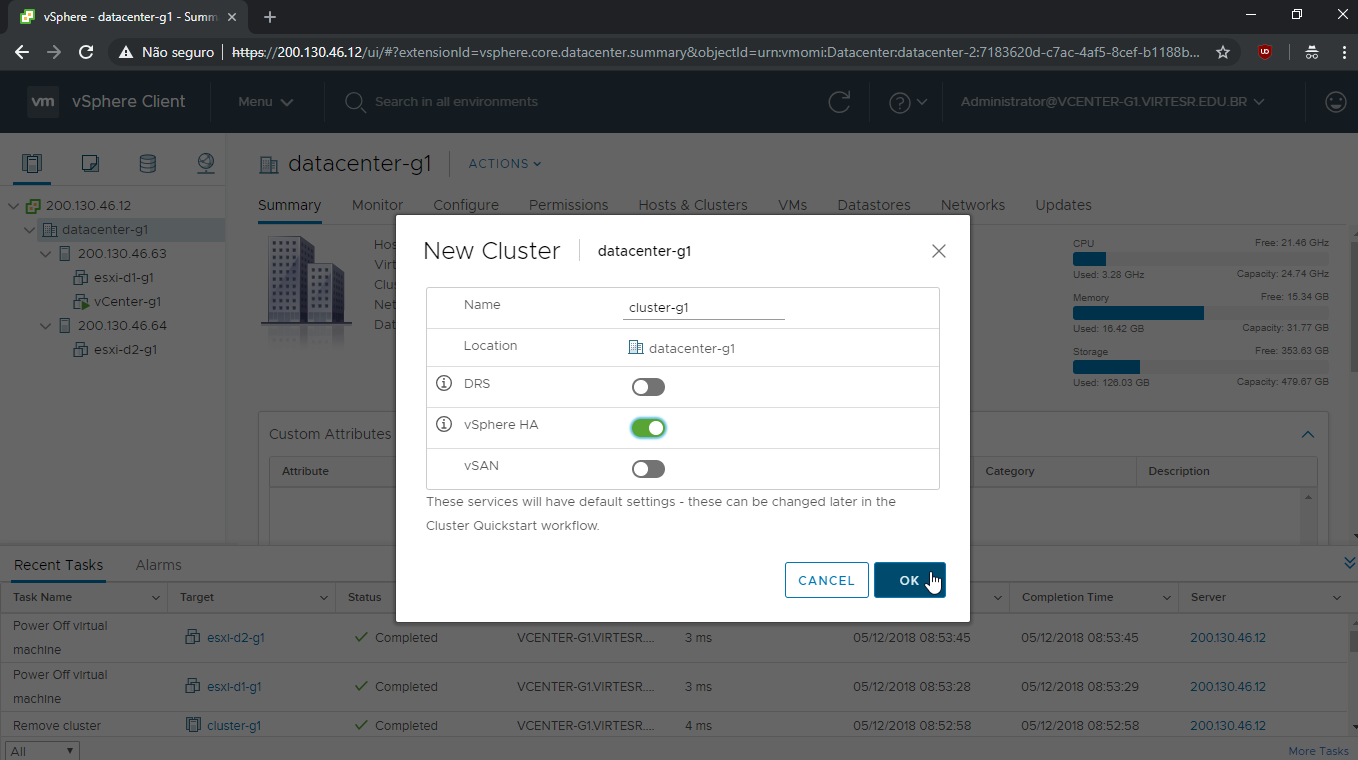 vSphere - datacenter-g1 - Summ
Não seguro | https://200.130.46.12/ui/#?extensionId=vsphere.core.datacenter.summary&objectId=urn:vmomi:Datacenter:datacenter-2:7183620d-c7ac-4af5-8cef-b1188b...
vm vSphere Client Menu Search in all environments Administrator@VCENTER-G1.VIRTESR.EDU.BR
datacenter-g1 ACTIONS
Summary Monitor Configure Permissions Hosts & Clusters VMs Datastores Networks Updates
200.130.46.12
datacenter-g1
200.130.46.63
esxi-d1-g1
vCenter-g1
200.130.46.64
esxi-d2-g1
Hos
Virt
Clu
Net
Dat
CPU Free: 21.46 GHz
Used: 3.28 GHz Capacity: 24.74 GHz
Memory Free: 15.34 GB
Used: 16.42 GB Capacity: 31.77 GB
Storage Free: 353.63 GB
Used: 126.03 GB Capacity: 479.67 GB
New Cluster datacenter-g1
Name cluster-g1
Location datacenter-g1
DRS
vSphere HA
vSAN
These services will have default settings - these can be changed later in the
Cluster Quickstart workflow.
CANCEL OK
Custom Attributes
Attribute
Category Description
Recent Tasks Alarms
Task Name Target Status Completion Time Server
Power Off virtual
machine esxi-d2-g1 Completed VCENTER-G1.VIRTESR.... 3 ms 05/12/2018 08:53:45 05/12/2018 08:53:45 200.130.46.12
Power Off virtual
machine esxi-d1-g1 Completed VCENTER-G1.VIRTESR.... 3 ms 05/12/2018 08:53:28 05/12/2018 08:53:29 200.130.46.12
Remove cluster cluster-g1 Completed VCENTER-G1.VIRTESR.... 4 ms 05/12/2018 08:52:58 05/12/2018 08:52:58 200.130.46.12
All More Tasks